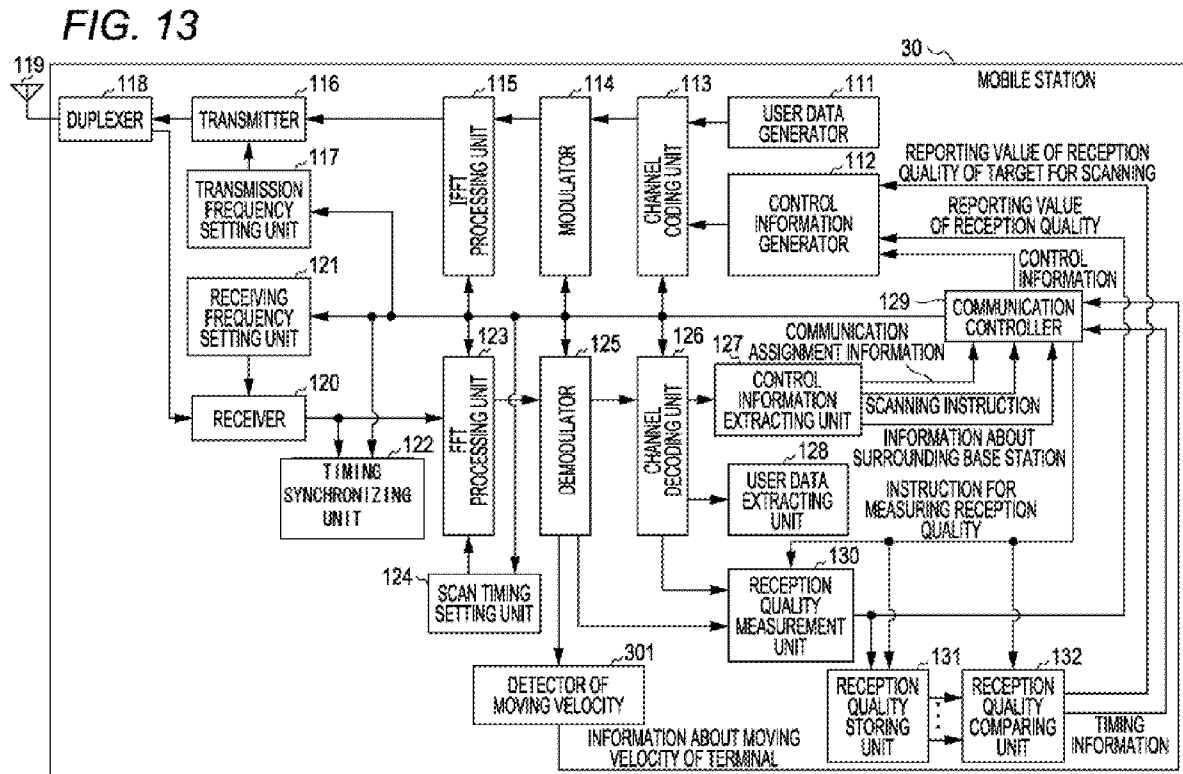 FIG. 13
30
MOBILE STATION
119
118
DUPLEXER
116
TRANSMITTER
117
TRANSMISSION
FREQUENCY
SETTING UNIT
115
IFFT
PROCESSING UNIT
114
MODULATOR
113
CHANNEL
CODING UNIT
111
USER DATA
GENERATOR
112
CONTROL
INFORMATION
GENERATOR
REPORTING VALUE OF RECEPTION
QUALITY OF TARGET FOR SCANNING
REPORTING VALUE
OF RECEPTION QUALITY
CONTROL
INFORMATION
129
COMMUNICATION
CONTROLLER
121
RECEIVING
FREQUENCY
SETTING UNIT
120
RECEIVER
122
TIMING
SYNCHRONIZING
UNIT
123
FFT
PROCESSING UNIT
125
DEMODULATOR
126
CHANNEL
DECODING UNIT
127
CONTROL
INFORMATION
EXTRACTING UNIT
COMMUNICATION
ASSIGNMENT INFORMATION
SCANNING INSTRUCTION
INFORMATION ABOUT
SURROUNDING BASE STATION
128
USER DATA
EXTRACTING
UNIT
INSTRUCTION FOR
MEASURING RECEPTION
QUALITY
124
SCAN TIMING
SETTING UNIT
130
RECEPTION
QUALITY
MEASUREMENT
UNIT
301
DETECTOR OF
MOVING VELOCITY
INFORMATION ABOUT MOVING
VELOCITY OF TERMINAL
131
RECEPTION
QUALITY
STORING
UNIT
132
RECEPTION
QUALITY
COMPARING
UNIT
TIMING
INFORMATION